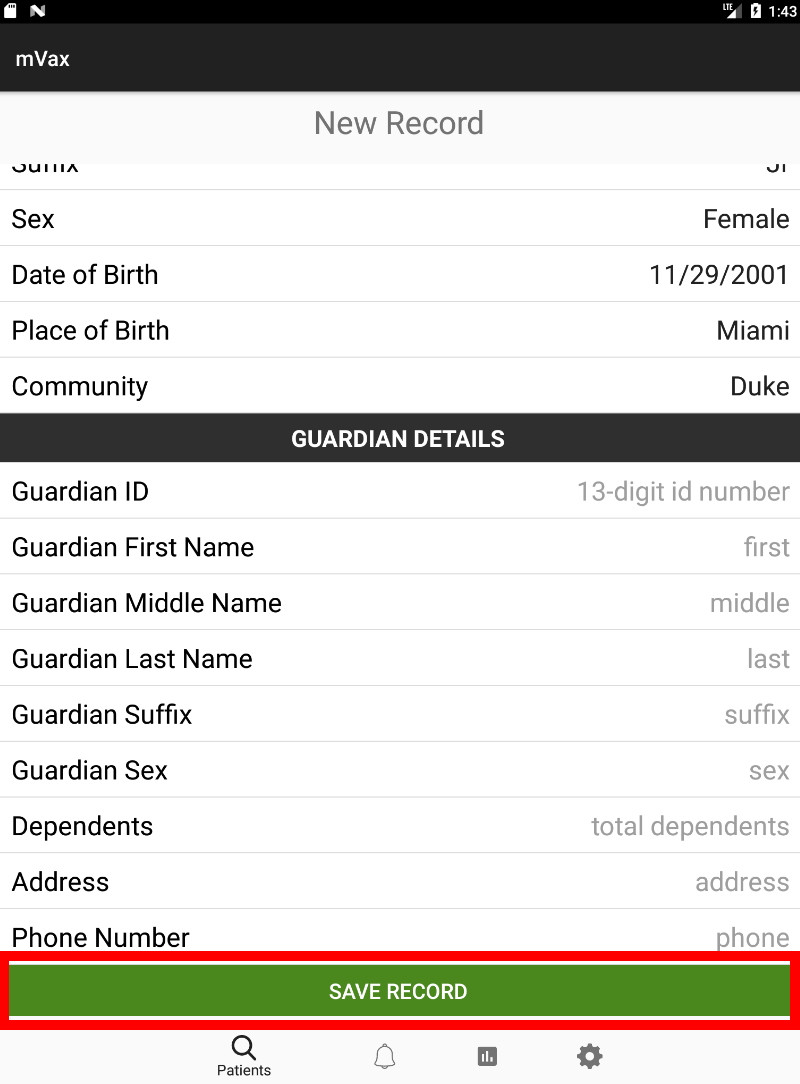 LTE 1:43
mVax
New Record
Suffix Jr
Sex Female
Date of Birth 11/29/2001
Place of Birth Miami
Community Duke
GUARDIAN DETAILS
Guardian ID 13-digit id number
Guardian First Name first
Guardian Middle Name middle
Guardian Last Name last
Guardian Suffix suffix
Guardian Sex sex
Dependents total dependents
Address address
Phone Number phone
SAVE RECORD
Patients